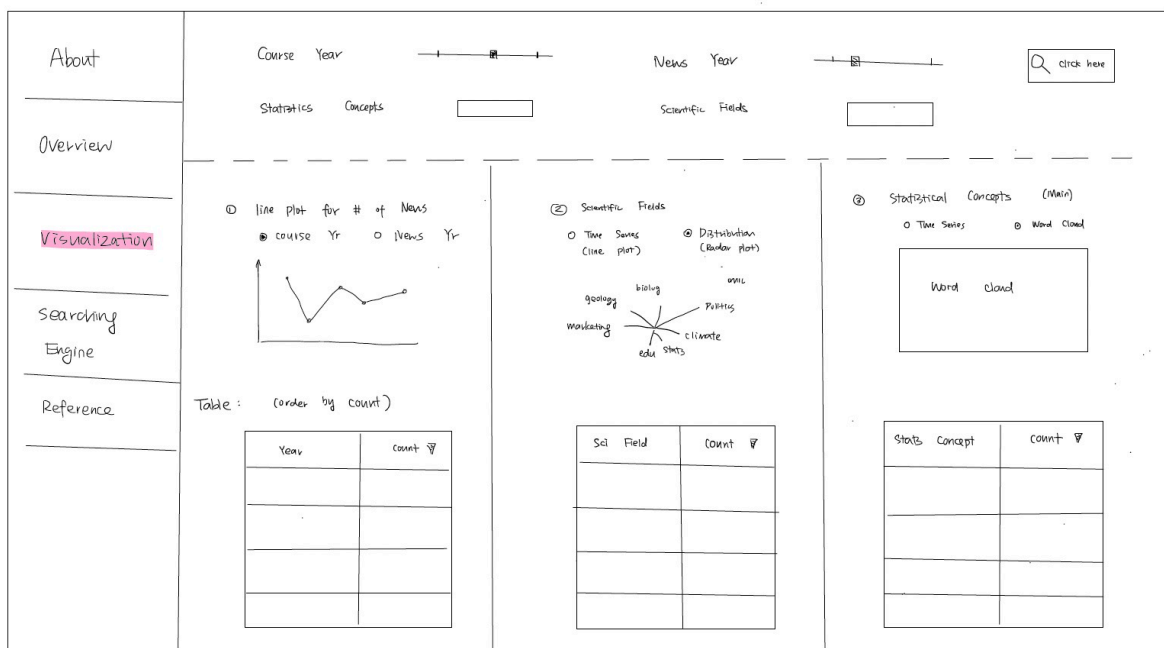 About
Overview
Visualization
Searching
Engine
Reference
Course Year
News Year
click here
Statistics Concepts
Scientific Fields
① line plot for # of News
course Yr News Yr
② Scientific Fields
Time Series
(line plot)
Distribution
(Radar plot)
geology
biology
Politics
marketing
climate
edu
stats
③ Statistical Concepts (Main)
Time Series Word Cloud
Word cloud
Table: (order by count)
Year count
Sci Field count
Stats Concept count